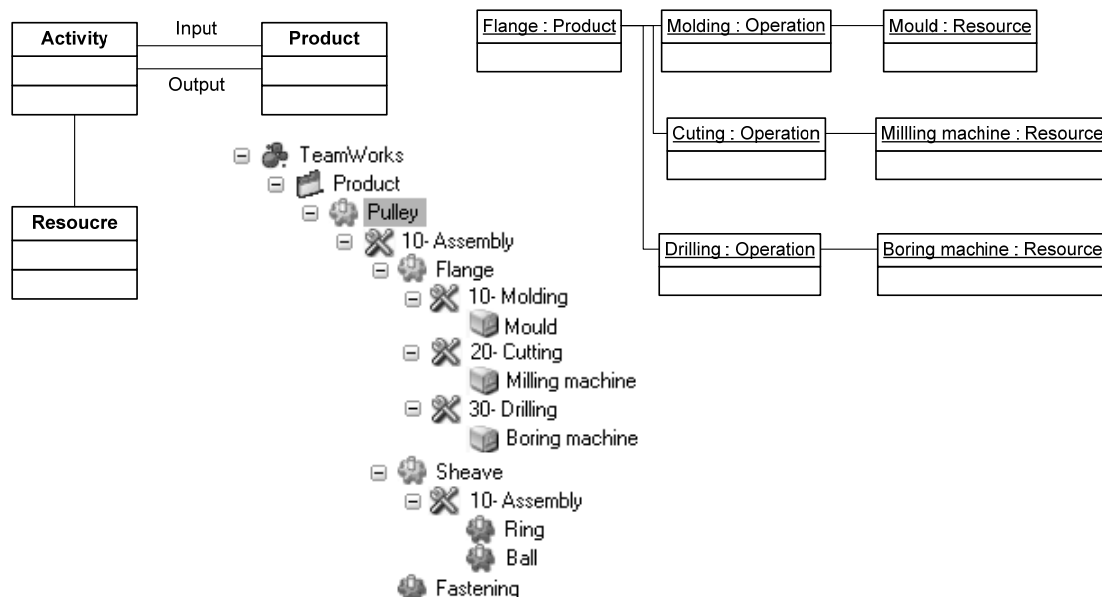 Activity
Input
Product
Output
Resoucre
Flange : Product
Molding : Operation
Mould : Resource
Cuting : Operation
Millling machine : Resource
Drilling : Operation
Boring machine : Resource
TeamWorks
Product
Pulley
10- Assembly
Flange
10- Molding
Mould
20- Cutting
Milling machine
30- Drilling
Boring machine
Sheave
10- Assembly
Ring
Ball
Fastening